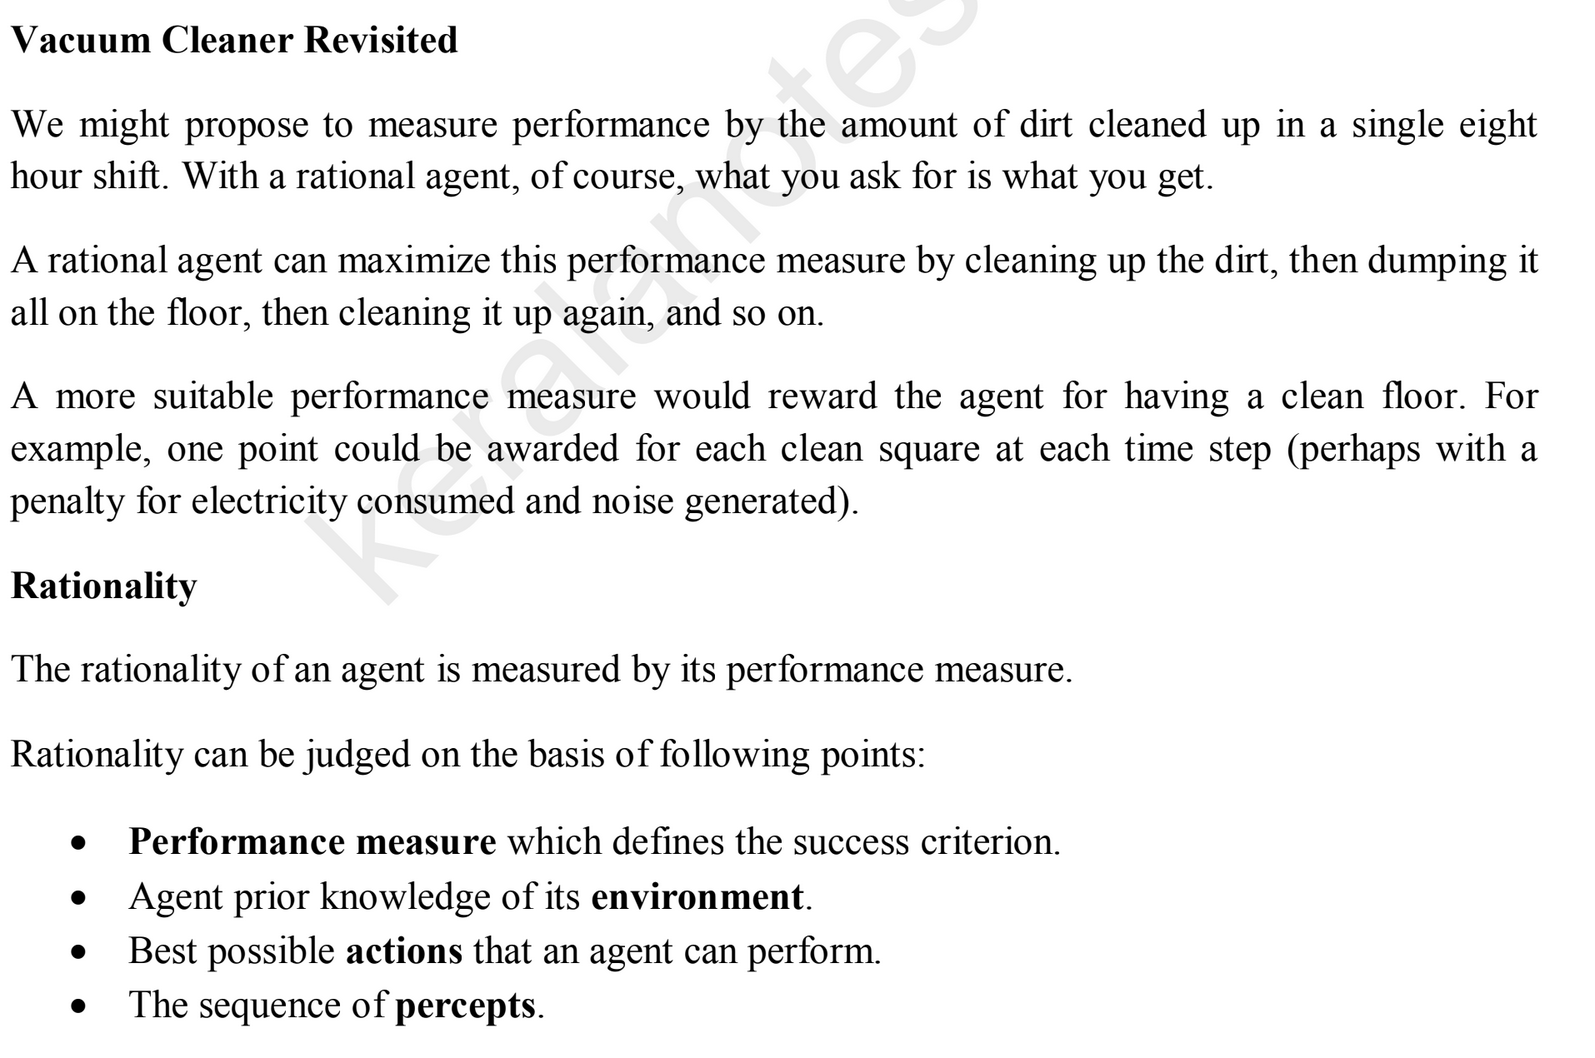 Vacuum Cleaner Revisited
We might propose to measure performance by the amount of dirt cleaned up in a single eight
hour shift. With a rational agent, of course, what you ask for is what you get.
A rational agent can maximize this performance measure by cleaning up the dirt, then dumping it
all on the floor, then cleaning it up again, and so on.
A more suitable performance measure would reward the agent for having a clean floor. For
example, one point could be awarded for each clean square at each time step (perhaps with a
penalty for electricity consumed and noise generated).
Rationality
The rationality of an agent is measured by its performance measure.
Rationality can be judged on the basis of following points:
• Performance measure which defines the success criterion.
• Agent prior knowledge of its environment.
• Best possible actions that an agent can perform.
• The sequence of percepts.
keralanotes